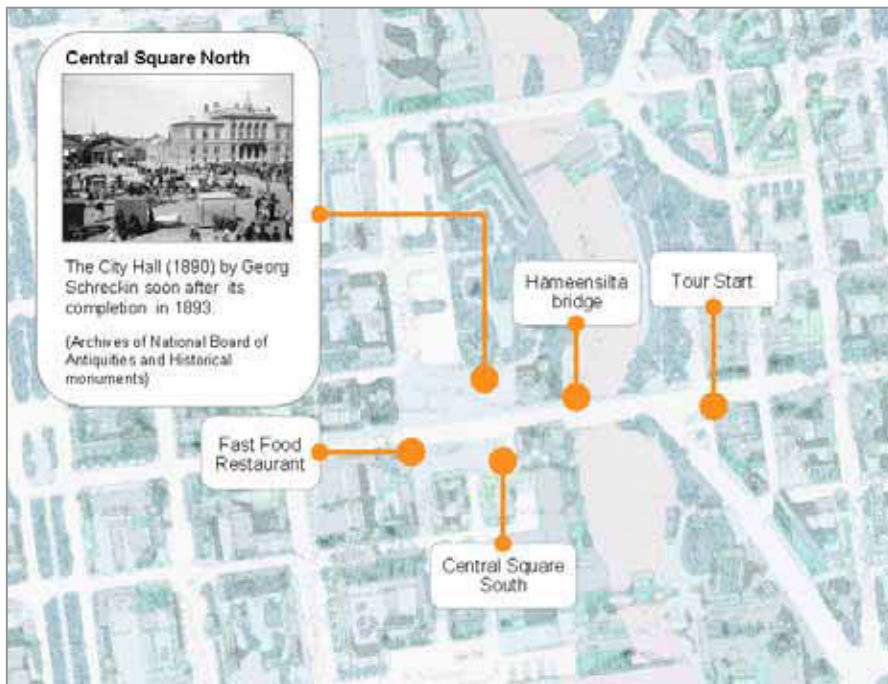 Central Square North
The City Hall (1890) by Georg
Schreckin soon after its
completion in 1893.
(Archives of National Board of
Antiquities and Historical
monuments)
Hämeensilta
bridge
Tour Start
Fast Food
Restaurant
Central Square
South